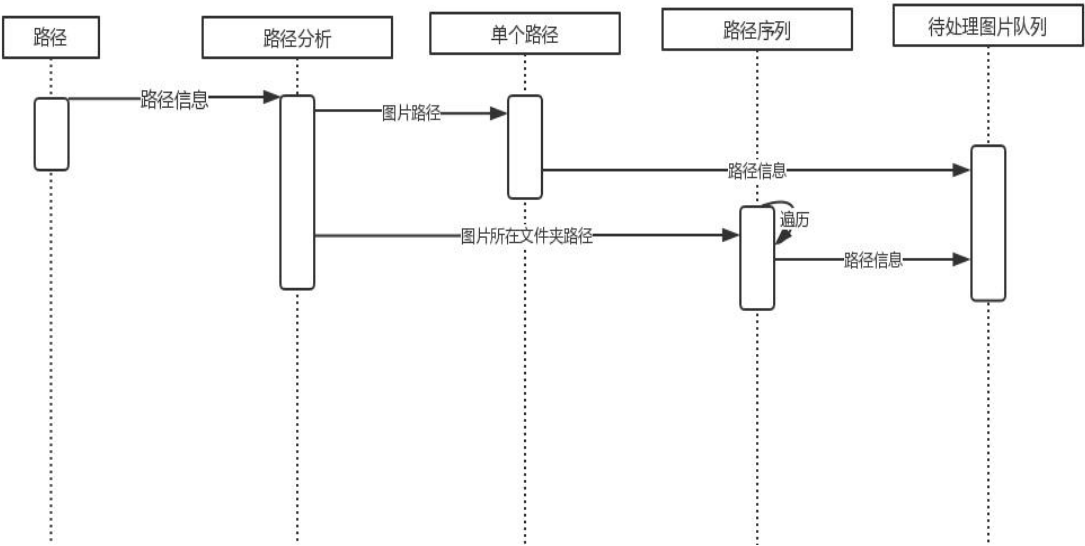 路径
路径分析
单个路径
路径序列
待处理图片队列
路径信息
图片路径
路径信息
遍历
图片所在文件夹路径
路径信息